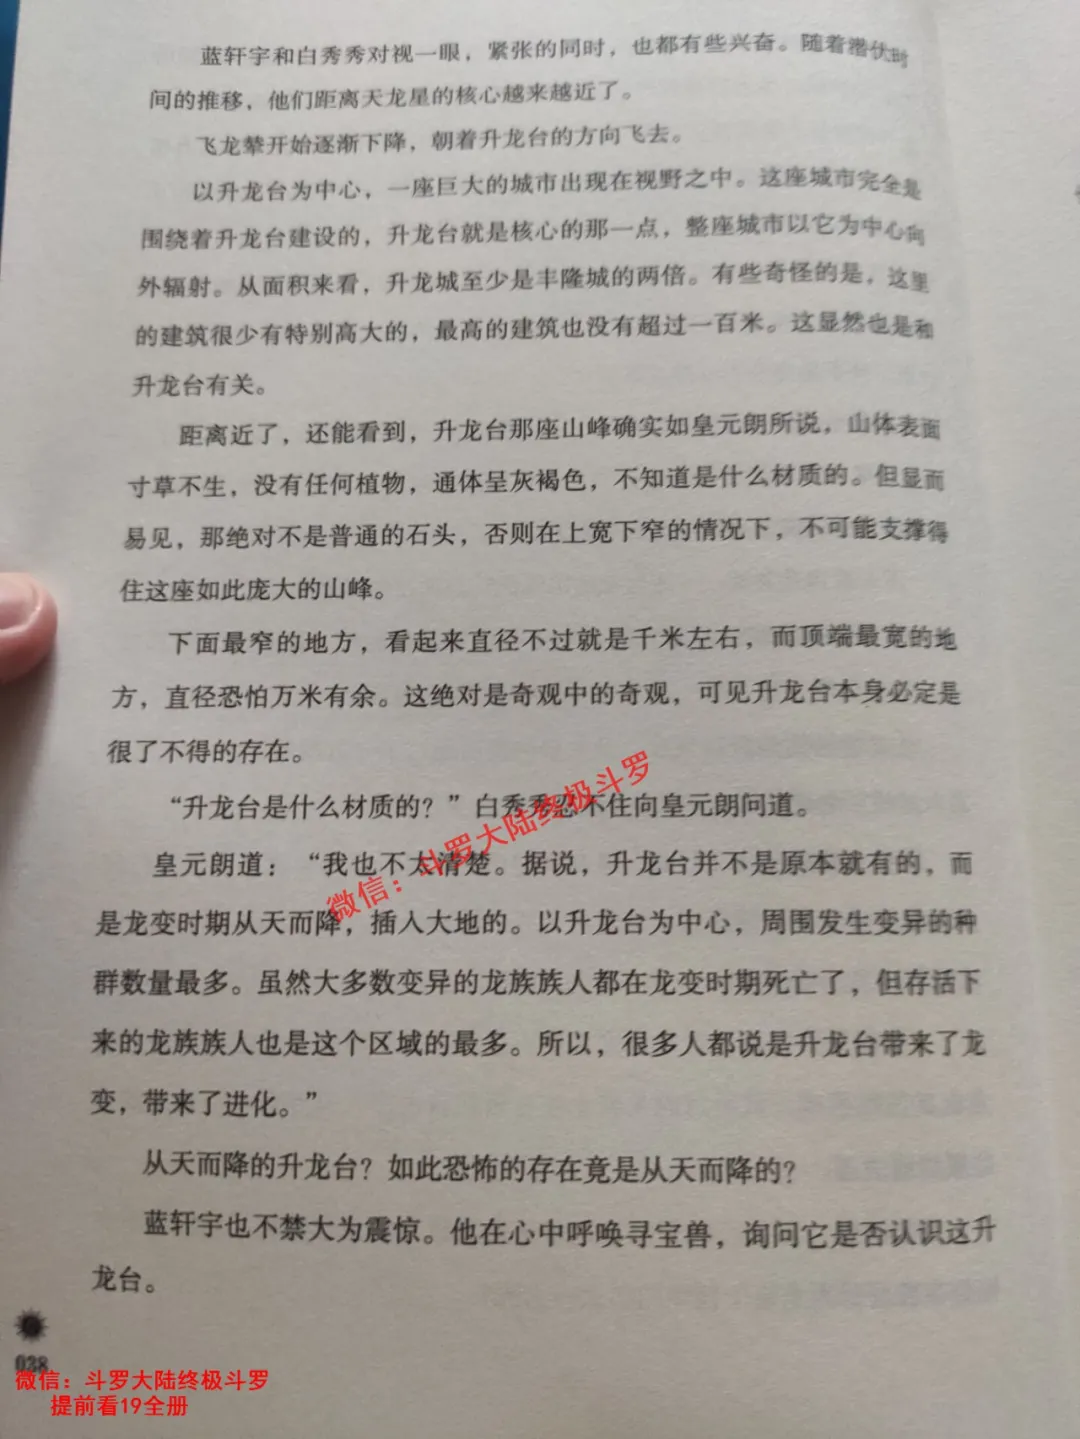 蓝轩宇和白秀秀对视一眼，紧张的同时，也都有些兴奋。随着潜伏时
间的推移，他们距离天龙星的核心越来越近了。
飞龙辇开始逐渐下降，朝着升龙台的方向飞去。
以升龙台为中心，一座巨大的城市出现在视野之中。这座城市完全是
围绕着升龙台建设的，升龙台就是核心的那一点，整座城市以它为中心向
外辐射。从面积来看，升龙城至少是丰隆城的两倍。有些奇怪的是，这里
的建筑很少有特别高大的，最高的建筑也没有超过一百米。这显然也是和
升龙台有关。
距离近了，还能看到，升龙台那座山峰确实如皇元朗所说，山体表面
寸草不生，没有任何植物，通体呈灰褐色，不知道是什么材质的。但显而
易见，那绝对不是普通的石头，否则在上宽下窄的情况下，不可能支撑得
住这座如此庞大的山峰。
下面最窄的地方，看起来直径不过就是千米左右，而顶端最宽的地
方，直径恐怕万米有余。这绝对是奇观中的奇观，可见升龙台本身必定是
很了不得的存在。
“升龙台是什么材质的？”白秀秀忍不住向皇元朗问道。
皇元朗道：“我也不太清楚。据说，升龙台并不是原本就有的，而
是龙变时期从天而降，插入大地的。以升龙台为中心，周围发生变异的种
群数量最多。虽然大多数变异的龙族族人都在龙变时期死亡了，但存活下
来的龙族族人也是这个区域的最多。所以，很多人都说是升龙台带来了龙
变，带来了进化。”
从天而降的升龙台？如此恐怖的存在竟是从天而降的？
蓝轩宇也不禁大为震惊。他在心中呼唤寻宝兽，询问它是否认识这升
龙台。
038
微信：斗罗大陆终极斗罗
微信：斗罗大陆终极斗罗
提前看19全册